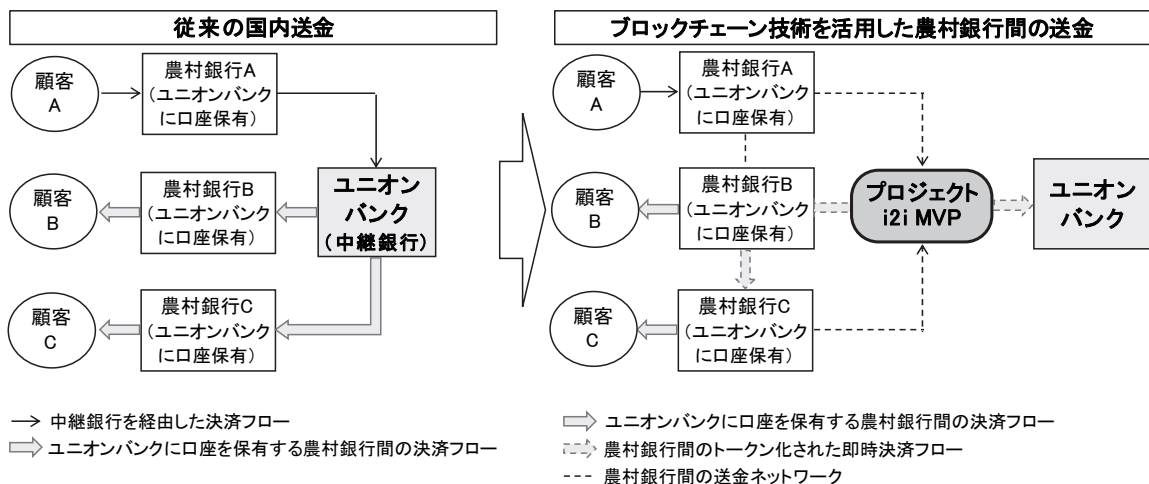 従来の国内送金
顧客
A
農村銀行A
(ユニオンバンク
に口座保有)
顧客
B
農村銀行B
(ユニオンバンク
に口座保有)
ユニオン
バンク
(中継銀行)
顧客
C
農村銀行C
(ユニオンバンク
に口座保有)
中継銀行を経由した決済フロー
ユニオンバンクに口座を保有する農村銀行間の決済フロー
ブロックチェーン技術を活用した農村銀行間の送金
顧客
A
農村銀行A
(ユニオンバンク
に口座保有)
顧客
B
農村銀行B
(ユニオンバンク
に口座保有)
プロジェクト
i2i MVP
ユニオン
バンク
顧客
C
農村銀行C
(ユニオンバンク
に口座保有)
ユニオンバンクに口座を保有する農村銀行間の決済フロー
農村銀行間のトークン化された即時決済フロー
農村銀行間の送金ネットワーク